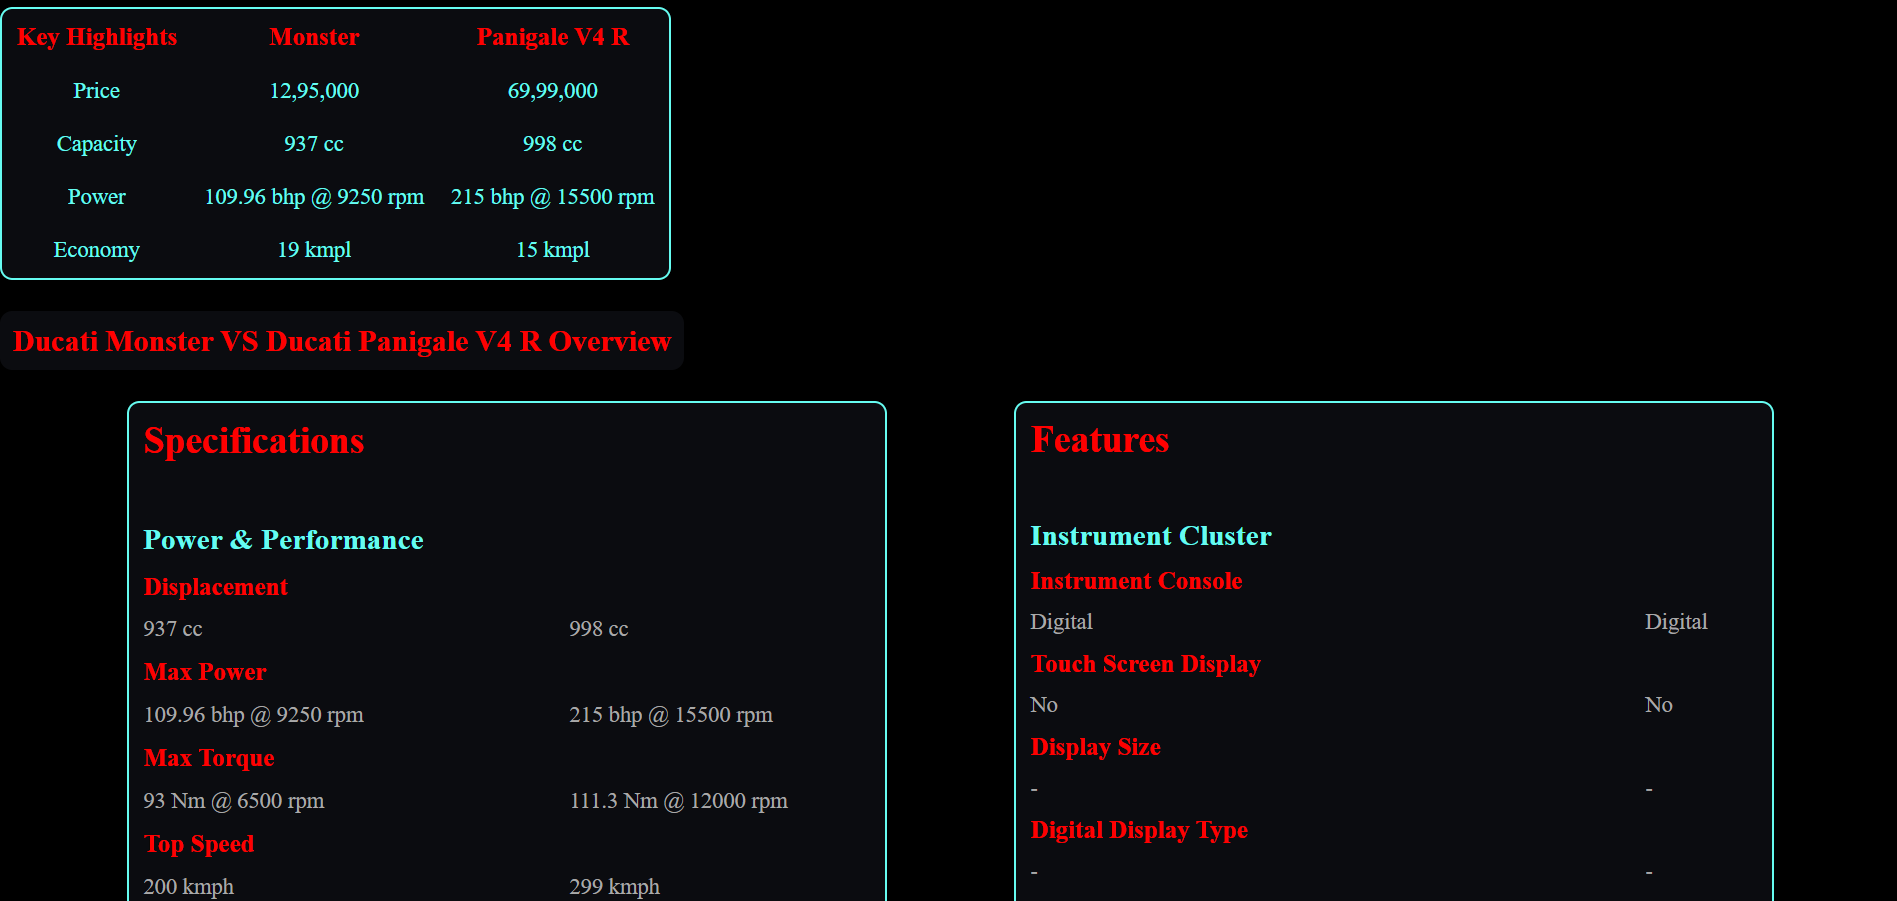 Key Highlights Monster Panigale V4 R
Price 12,95,000 69,99,000
Capacity 937 cc 998 cc
Power 109.96 bhp @ 9250 rpm 215 bhp @ 15500 rpm
Economy 19 kmpl 15 kmpl
Ducati Monster VS Ducati Panigale V4 R Overview
Specifications
Power & Performance
Displacement
937 cc 998 cc
Max Power
109.96 bhp @ 9250 rpm 215 bhp @ 15500 rpm
Max Torque
93 Nm @ 6500 rpm 111.3 Nm @ 12000 rpm
Top Speed
200 kmph 299 kmph
Features
Instrument Cluster
Instrument Console
Digital Digital
Touch Screen Display
No No
Display Size
- -
Digital Display Type
- -